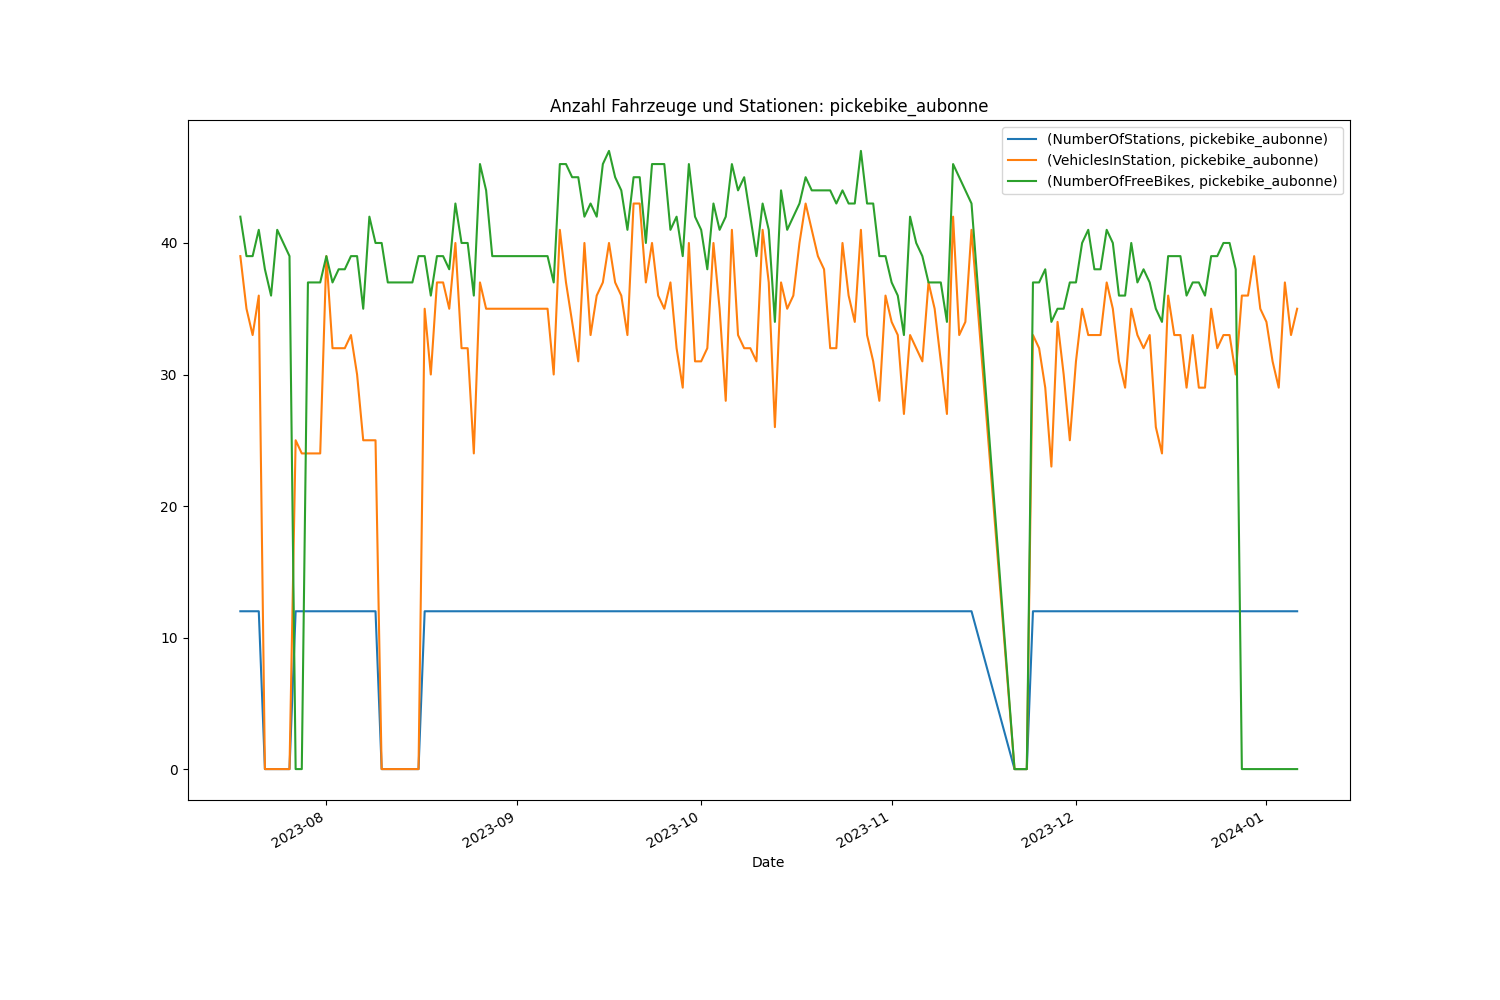 Anzahl Fahrzeuge und Stationen: pickebike_aubonne
(NumberOfStations, pickebike_aubonne)
(VehiclesInStation, pickebike_aubonne)
(NumberOfFreeBikes, pickebike_aubonne)
40
30
20
10
0
2023-08
2023-09
2023-10
2023-11
2023-12
2024-01
Date